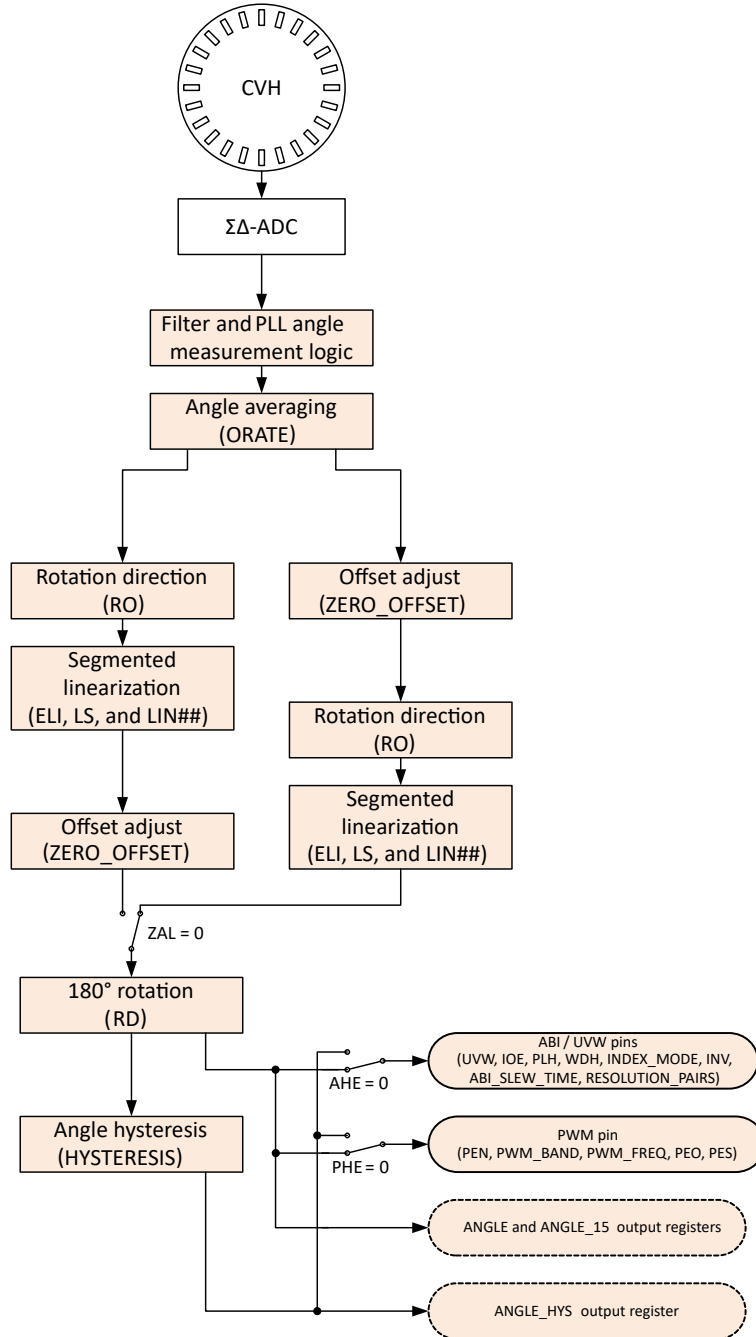 CVH
ΣΔ-ADC
Filter and PLL angle
measurement logic
Angle averaging
(ORATE)
Rotation direction
(RO)
Segmented
linearization
(ELI, LS, and LIN##)
Offset adjust
(ZERO_OFFSET)
Offset adjust
(ZERO_OFFSET)
Rotation direction
(RO)
Segmented
linearization
(ELI, LS, and LIN##)
ZAL = 0
180° rotation
(RD)
Angle hysteresis
(HYSTERESIS)
AHE = 0
ABI / UVW pins
(UVW, IOE, PLH, WDH, INDEX_MODE, INV,
ABI_SLEW_TIME, RESOLUTION_PAIRS)
PHE = 0
PWM pin
(PEN, PWM_BAND, PWM_FREQ, PEO, PES)
ANGLE and ANGLE_15 output registers
ANGLE_HYS output register